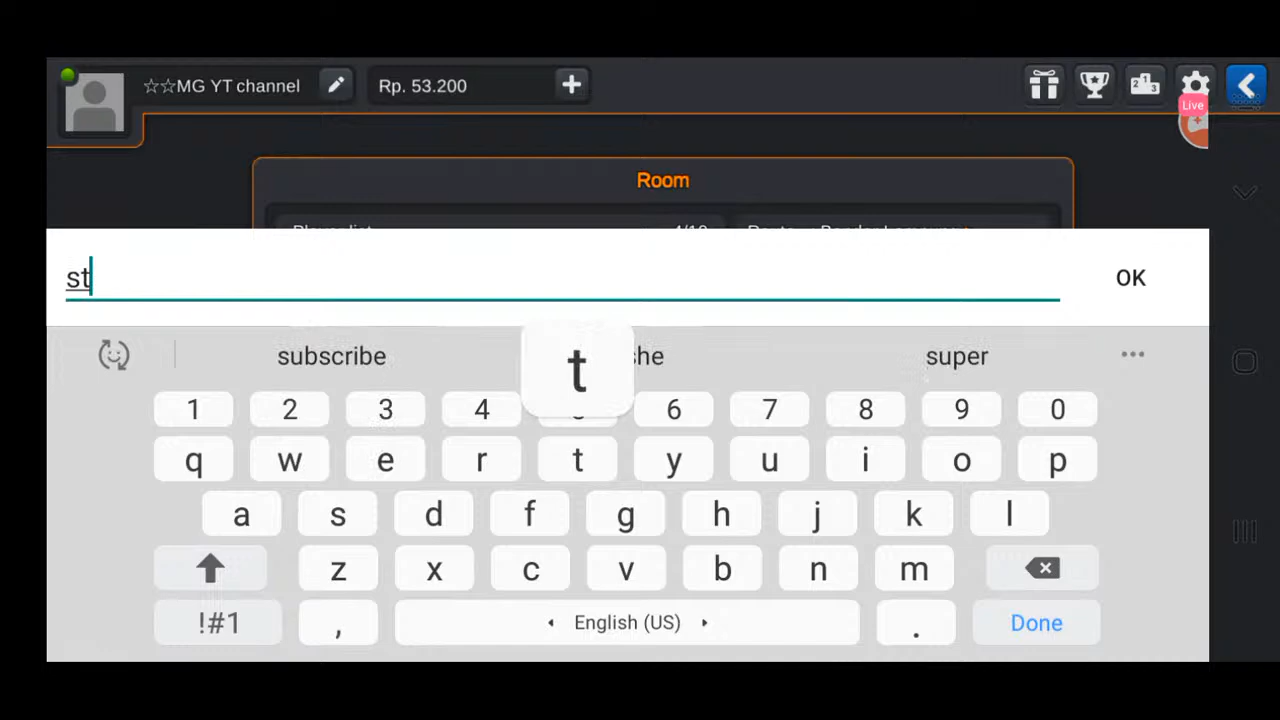 ☆☆MG YT channel
Rp. 53.200
Live
Room
st
OK
subscribe
she
super
t
1 2 3 4 6 7 8 9 0
q w e r t y u i o p
a s d f g h j k l
z x c v b n m
!#1 , English (US) . Done